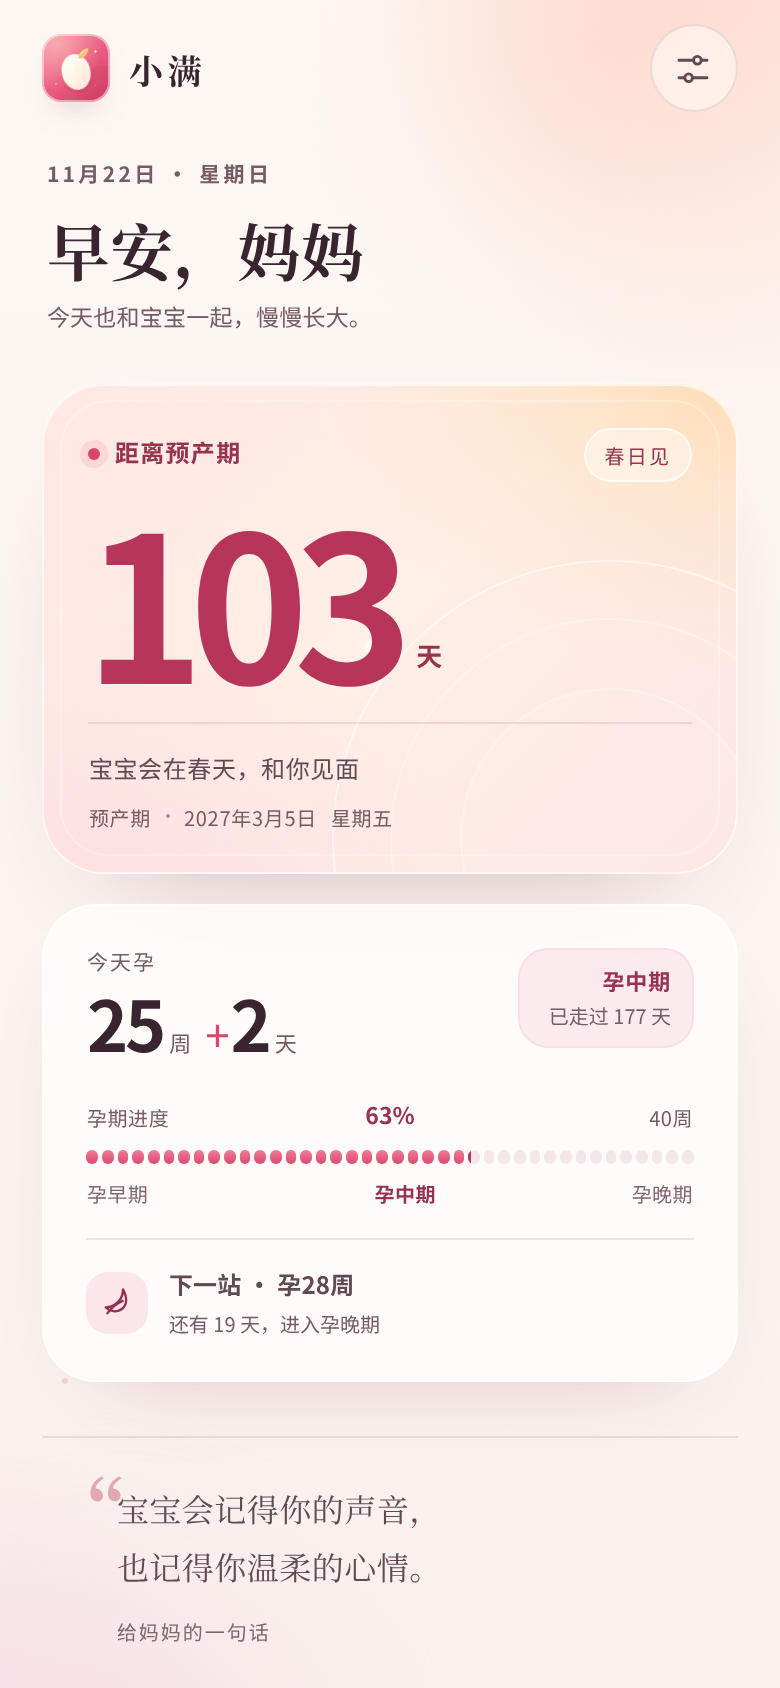 小满
11月22日 • 星期日
早安，妈妈
今天也和宝宝一起，慢慢长大。
距离预产期
春日见
103 天
宝宝会在春天，和你见面
预产期 · 2027年3月5日 星期五
今天孕
25周 +2天
孕中期
已走过 177 天
孕期进度 63% 40周
孕早期 孕中期 孕晚期
下一站 · 孕28周
还有 19 天，进入孕晚期
“宝宝会记得你的声音，
也记得你温柔的心情。
给妈妈的一句话